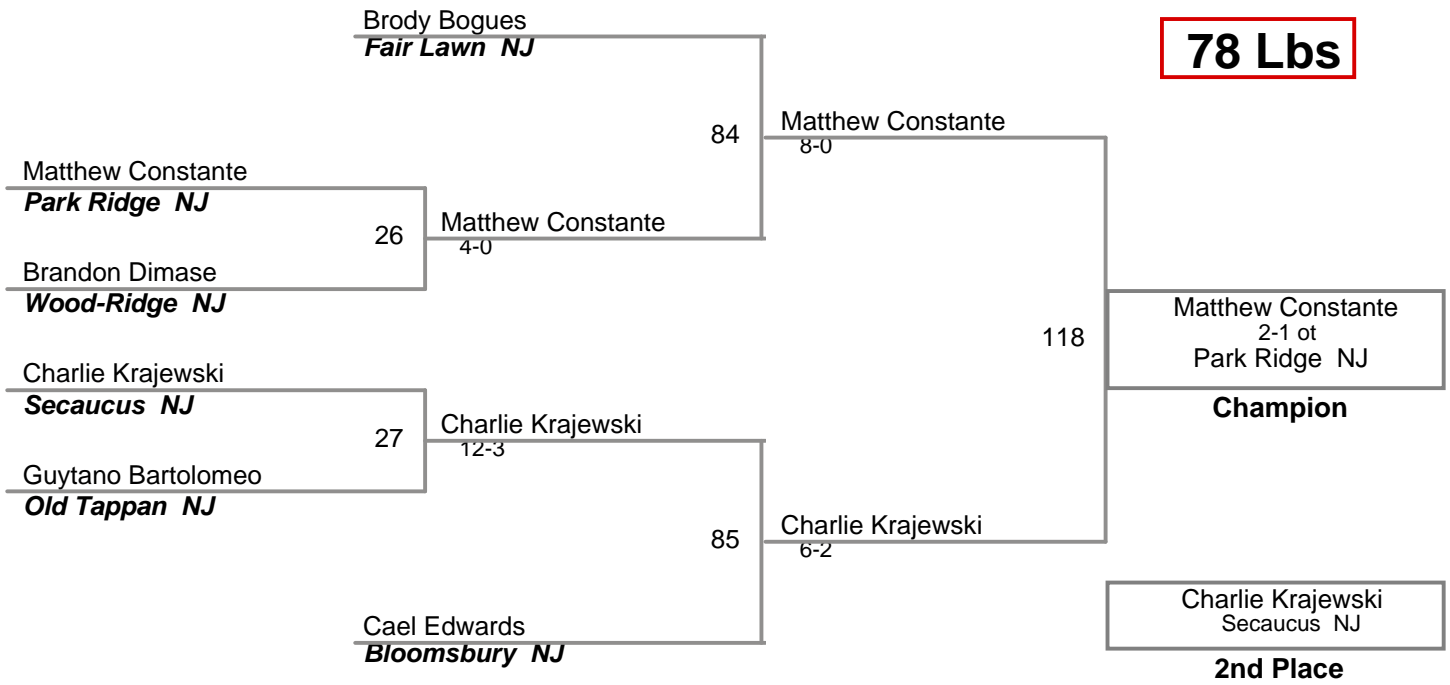 Brody Bogues
Fair Lawn NJ
78 Lbs
84
Matthew Constante
8-0
Matthew Constante
Park Ridge NJ
26
Matthew Constante
4-0
Brandon Dimase
Wood-Ridge NJ
118
Matthew Constante
2-1 ot
Park Ridge NJ
Champion
Charlie Krajewski
Secaucus NJ
27
Charlie Krajewski
12-3
Guytano Bartolomeo
Old Tappan NJ
85
Charlie Krajewski
6-2
Cael Edwards
Bloomsbury NJ
Charlie Krajewski
Secaucus NJ
2nd Place